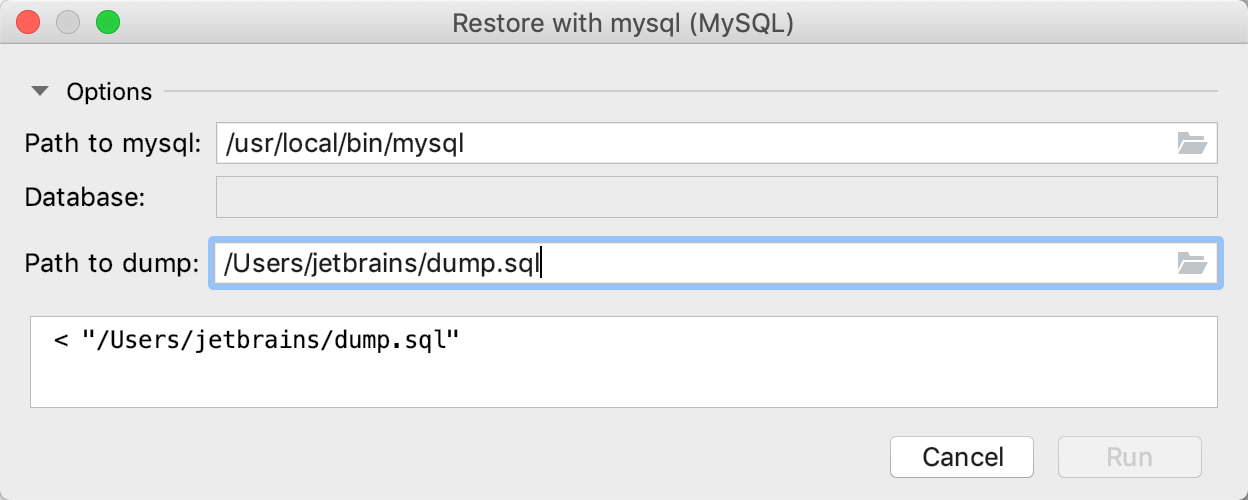 Restore with mysql (MySQL)
Options
Path to mysql: /usr/local/bin/mysql
Database:
Path to dump: /Users/jetbrains/dump.sql
< "/Users/jetbrains/dump.sql"
Cancel Run